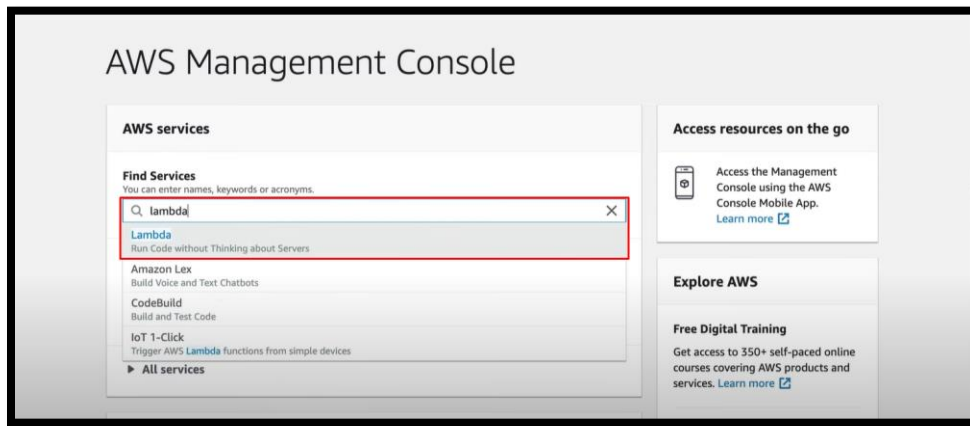 AWS Management Console
AWS services
Find Services
You can enter names, keywords or acronyms.
lambda
Lambda
Run Code without Thinking about Servers
Amazon Lex
Build Voice and Text Chatbots
CodeBuild
Build and Test Code
IoT 1-Click
Trigger AWS Lambda functions from simple devices
All services
Access resources on the go
Access the Management
Console using the AWS
Console Mobile App.
Learn more
Explore AWS
Free Digital Training
Get access to 350+ self-paced online
courses covering AWS products and
services. Learn more